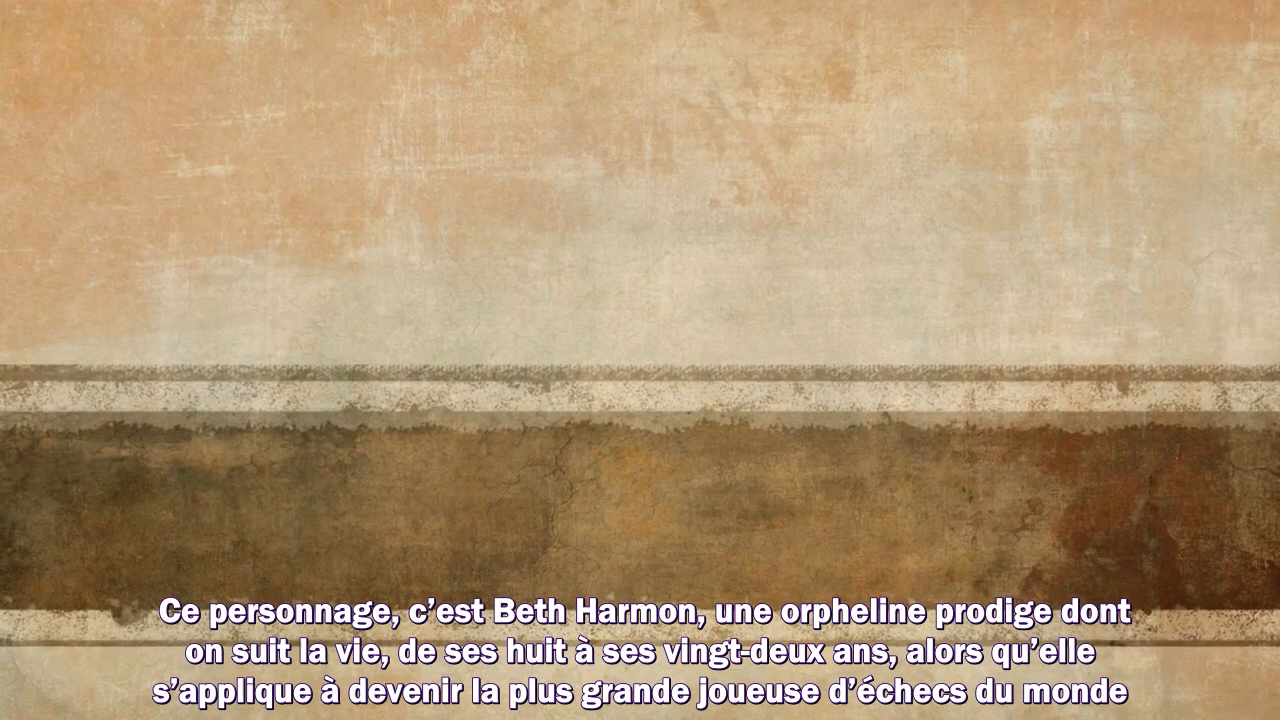 Ce personnage, c’est Beth Harmon, une orpheline prodige dont
on suit la vie, de ses huit à ses vingt-deux ans, alors qu’elle
s’applique à devenir la plus grande joueuse d’échecs du monde